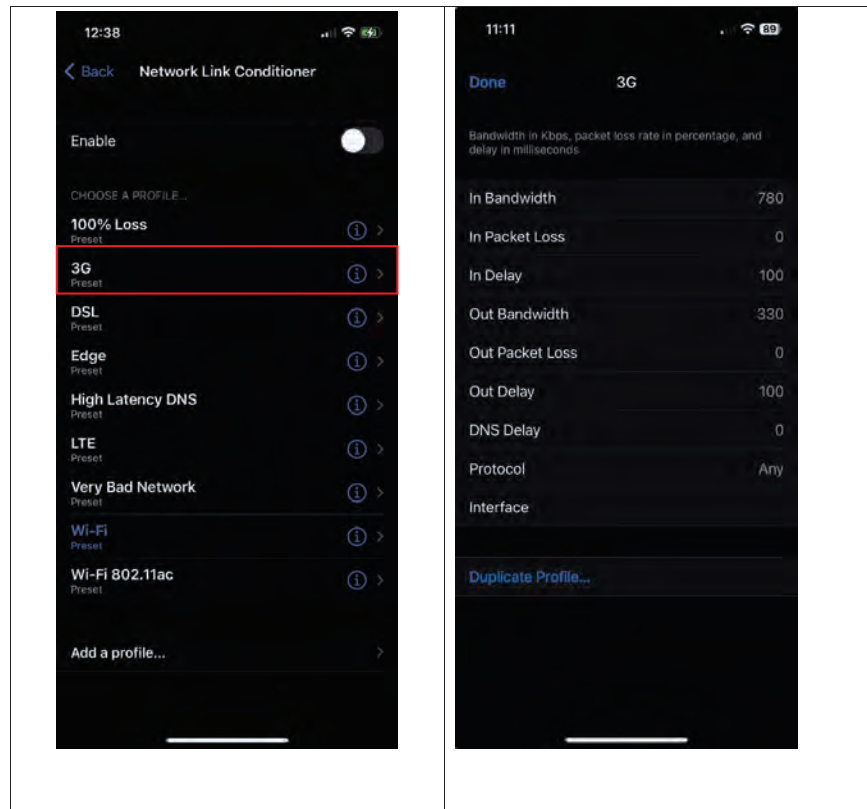 12:38
Back Network Link Conditioner
Enable
CHOOSE A PROFILE...
100% Loss
Preset
3G
Preset
DSL
Preset
Edge
Preset
High Latency DNS
Preset
LTE
Preset
Very Bad Network
Preset
Wi-Fi
Preset
Wi-Fi 802.11ac
Preset
Add a profile...
11:11
89
Done 3G
Bandwidth in Kbps, packet loss rate in percentage, and
delay in milliseconds
In Bandwidth 780
In Packet Loss 0
In Delay 100
Out Bandwidth 330
Out Packet Loss 0
Out Delay 100
DNS Delay 0
Protocol Any
Interface
Duplicate Profile...